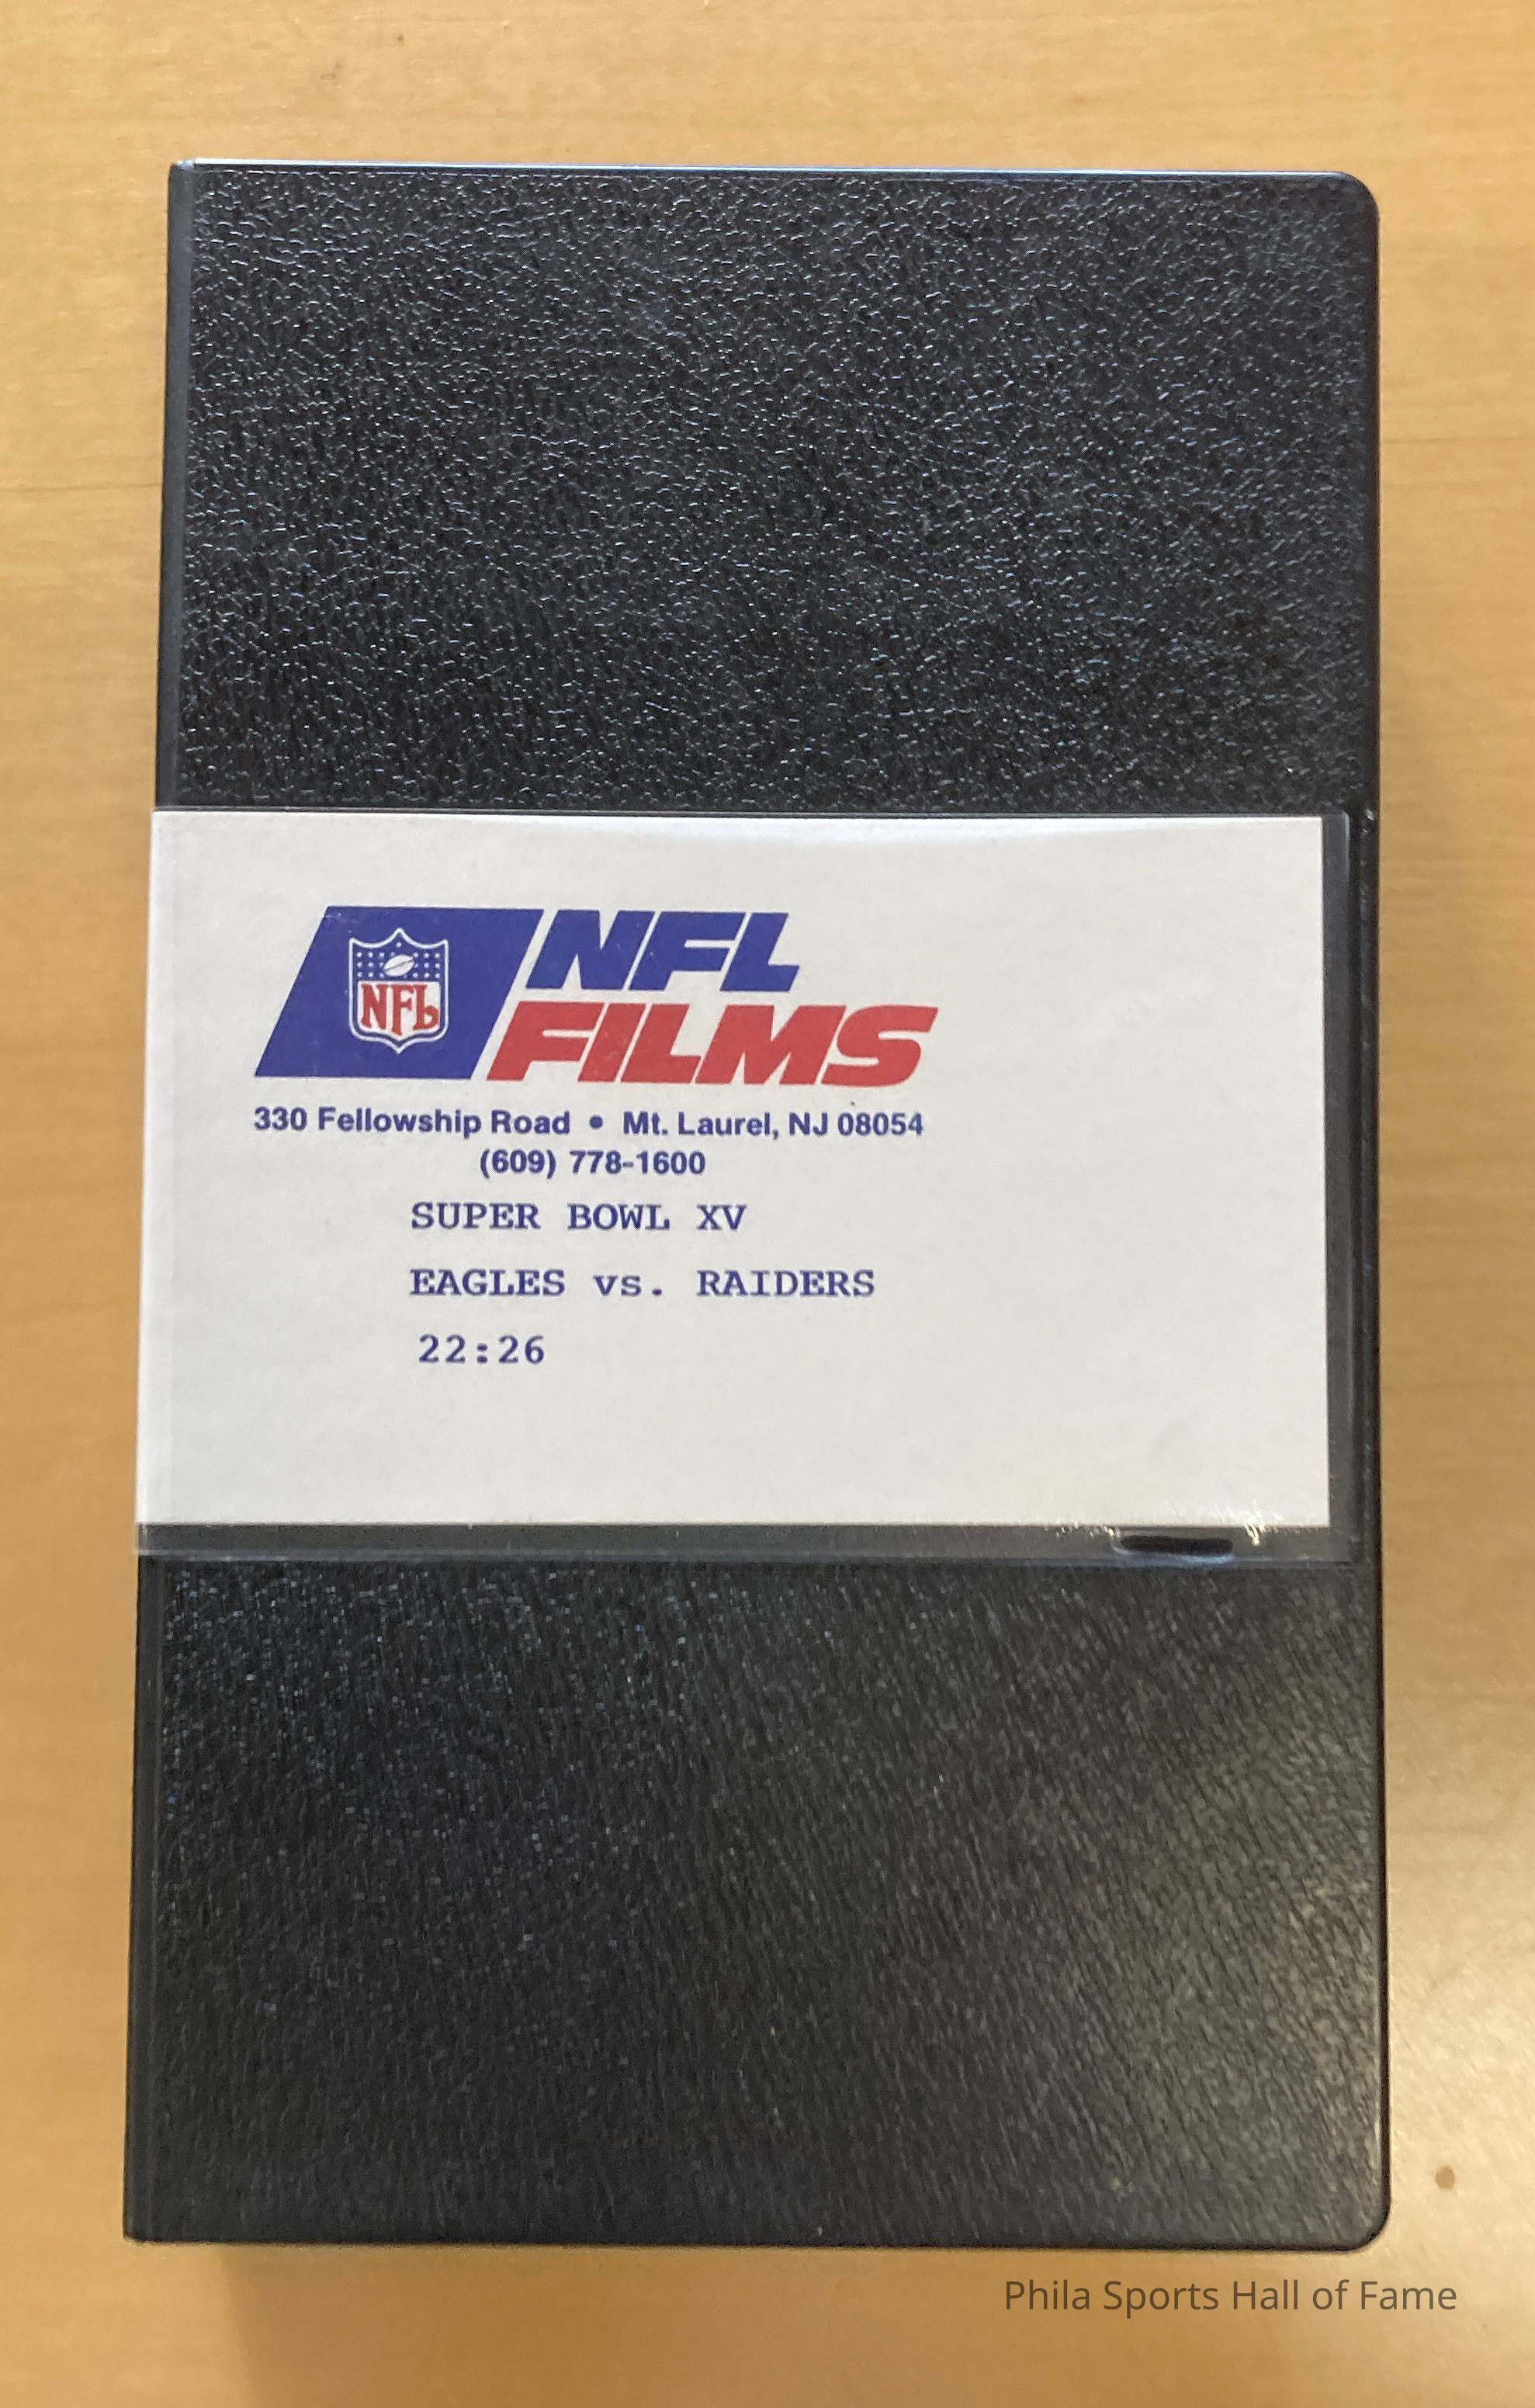 NFL
NFL
FILMS
330 Fellowship Road • Mt. Laurel, NJ 08054
(609) 778-1600
SUPER BOWL XV
EAGLES vs. RAIDERS
22:26
Phila Sports Hall of Fame